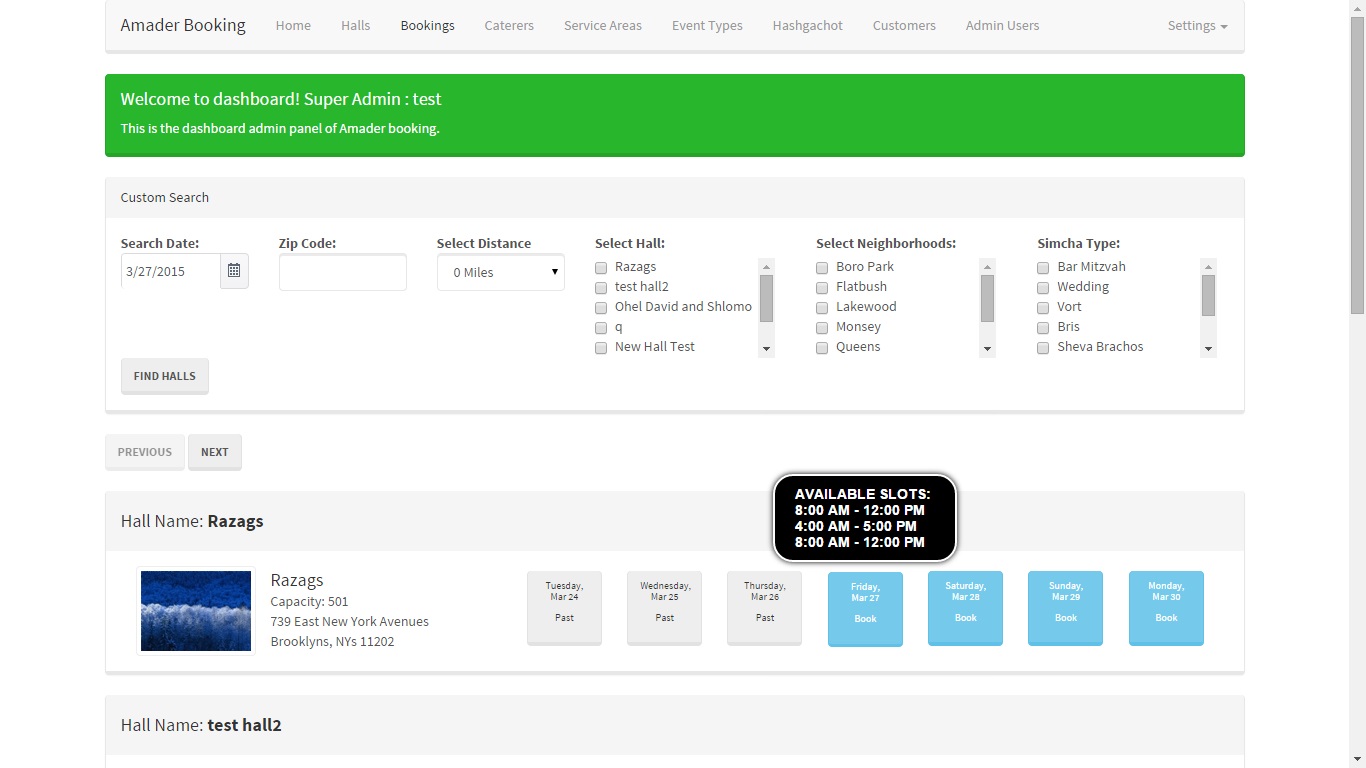 Amader Booking Home Halls Bookings Caterers Service Areas Event Types Hashgachot Customers Admin Users Settings
Welcome to dashboard! Super Admin : test
This is the dashboard admin panel of Amader booking.
Custom Search
Search Date:
3/27/2015
Zip Code:
Select Distance
0 Miles
Select Hall:
Razags
test hall2
Ohel David and Shlomo
q
New Hall Test
Select Neighborhoods:
Boro Park
Flatbush
Lakewood
Monsey
Queens
Simcha Type:
Bar Mitzvah
Wedding
Vort
Bris
Sheva Brachos
FIND HALLS
PREVIOUS NEXT
AVAILABLE SLOTS:
8:00 AM - 12:00 PM
4:00 AM - 5:00 PM
8:00 AM - 12:00 PM
Hall Name: Razags
Razags
Capacity: 501
739 East New York Avenues
Brooklyns, NYs 11202
Tuesday,
Mar 24
Past
Wednesday,
Mar 25
Past
Thursday,
Mar 26
Past
Friday,
Mar 27
Book
Saturday,
Mar 28
Book
Sunday,
Mar 29
Book
Monday,
Mar 30
Book
Hall Name: test hall2